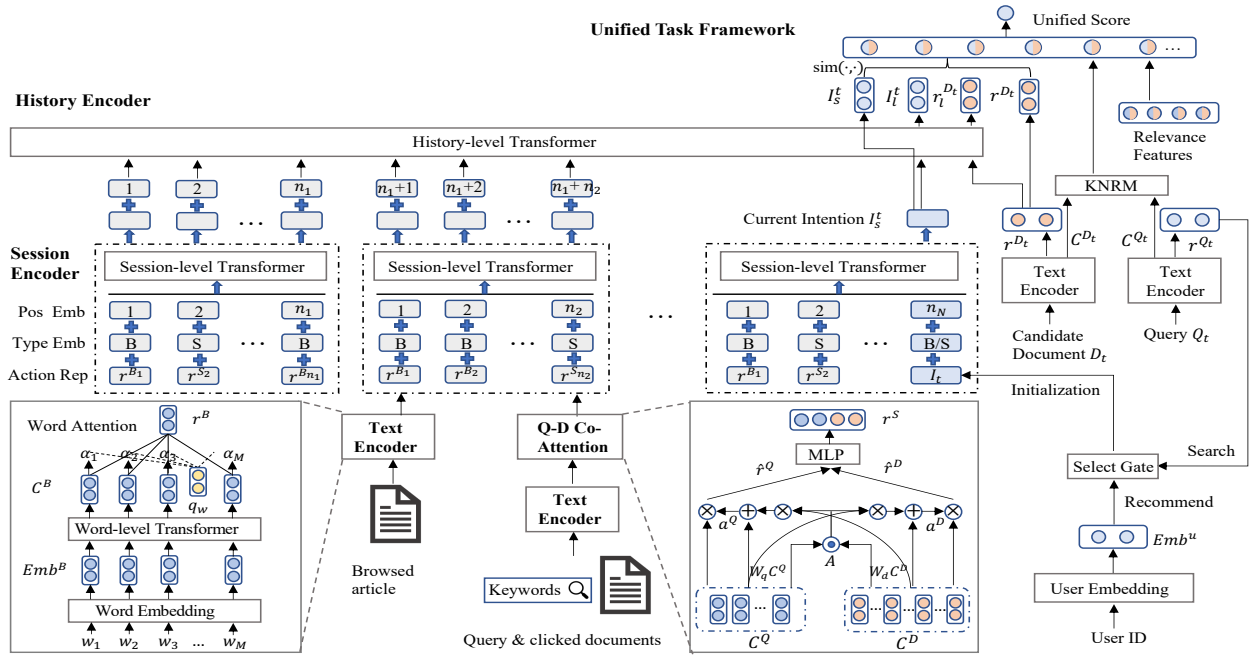 Unified Task Framework
Unified Score
...
sim(·,·)
I_s^t
I_l^t
r_l^{D_t}
r^{D_t}
Relevance
Features
History Encoder
History-level Transformer
KNRM
1
2
n_1
n_1+1
n_1+2
n_1+ n_2
...
...
Current Intention I_s^t
r^{D_t}
C^{D_t}
C^{Q_t}
r^{Q_t}
Session
Encoder
Session-level Transformer
Session-level Transformer
Session-level Transformer
Text
Encoder
Text
Encoder
Pos Emb
1
2
n_1
1
2
n_2
...
1
2
n_N
Type Emb
B
S
...
B
B
B
...
S
B
S
...
B/S
Action Rep
r^{B_1}
r^{S_2}
r^{B_{n_1}}
r^{B_1}
r^{B_2}
r^{S_{n_2}}
r^{B_1}
r^{S_2}
I_t
Candidate
Document D_t
Query Q_t
Initialization
Word Attention
r^B
α_1
α_2
α_3
α_M
C^B
q_w
Word-level Transformer
Emb^B
Word Embedding
w_1
w_2
w_3
...
w_M
Text
Encoder
Browsed
article
Q-D Co-
Attention
Text
Encoder
Keywords
Query & clicked documents
r^S
MLP
r̂^Q
r̂^D
a^Q
a^D
A
W_qC^Q
W_dC^D
...
...
...
...
C^Q
C^D
Search
Select Gate
Recommend
Emb^u
User Embedding
User ID